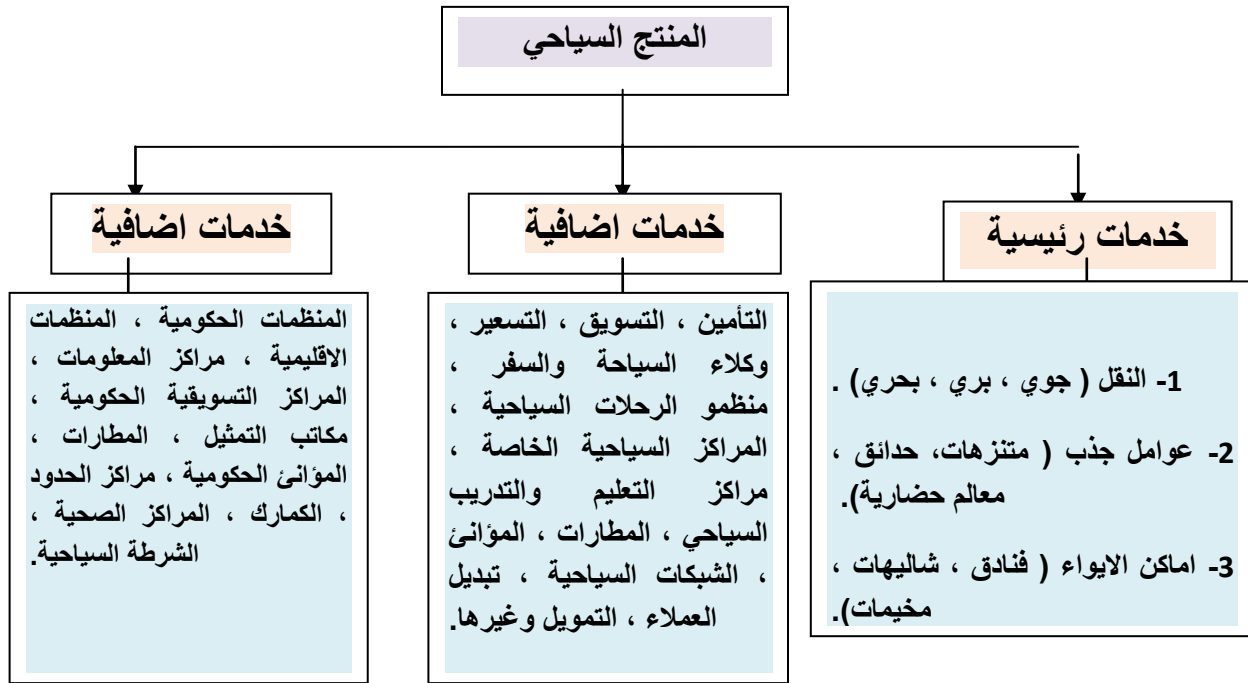 المنتج السياحي
خدمات رئيسية
1- النقل ( جوي ، بري ، بحري) .
2- عوامل جذب ( متنزهات، حدائق ،
معالم حضارية).
3- اماكن الايواء ( فنادق ، شاليهات ،
مخيمات).
خدمات اضافية
التأمين ، التسويق ، التسعير ،
وكلاء السياحة والسفر ،
منظمو الرحلات السياحية ،
المراكز السياحية الخاصة ،
مراكز التعليم والتدريب
السياحي ، المطارات ، المؤانئ
، الشبكات السياحية ، تبديل
العملاء ، التمويل وغيرها.
خدمات اضافية
المنظمات الحكومية ، المنظمات
الاقليمية ، مراكز المعلومات ،
المراكز التسويقية الحكومية ،
مكاتب التمثيل ، المطارات ،
المؤانئ الحكومية ، مراكز الحدود
، الكمارك ، المراكز الصحية ،
الشرطة السياحية.